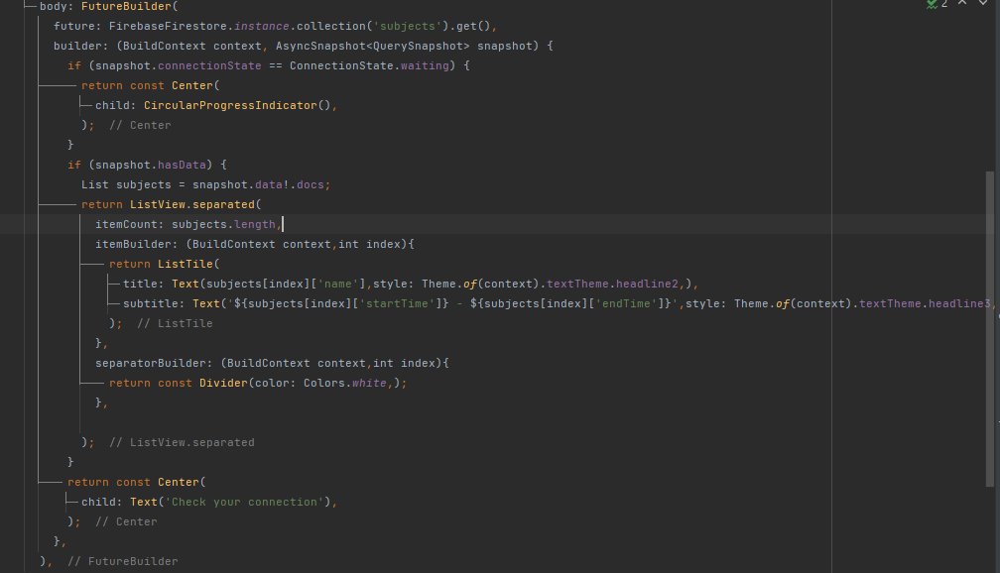 2
body: FutureBuilder(
future: FirebaseFirestore.instance.collection('subjects').get(),
builder: (BuildContext context, AsyncSnapshot<QuerySnapshot> snapshot) {
if (snapshot.connectionState == ConnectionState.waiting) {
return const Center(
child: CircularProgressIndicator(),
); // Center
}
if (snapshot.hasData) {
List subjects = snapshot.data!.docs;
return ListView.separated(
itemCount: subjects.length,
itemBuilder: (BuildContext context,int index){
return ListTile(
title: Text(subjects[index]['name'],style: Theme.of(context).textTheme.headline2,),
subtitle: Text('${subjects[index]['startTime']} - ${subjects[index]['endTime']}',style: Theme.of(context).textTheme.headline3,
); // ListTile
},
separatorBuilder: (BuildContext context,int index){
return const Divider(color: Colors.white,);
},
); // ListView.separated
}
return const Center(
child: Text('Check your connection'),
); // Center
},
), // FutureBuilder